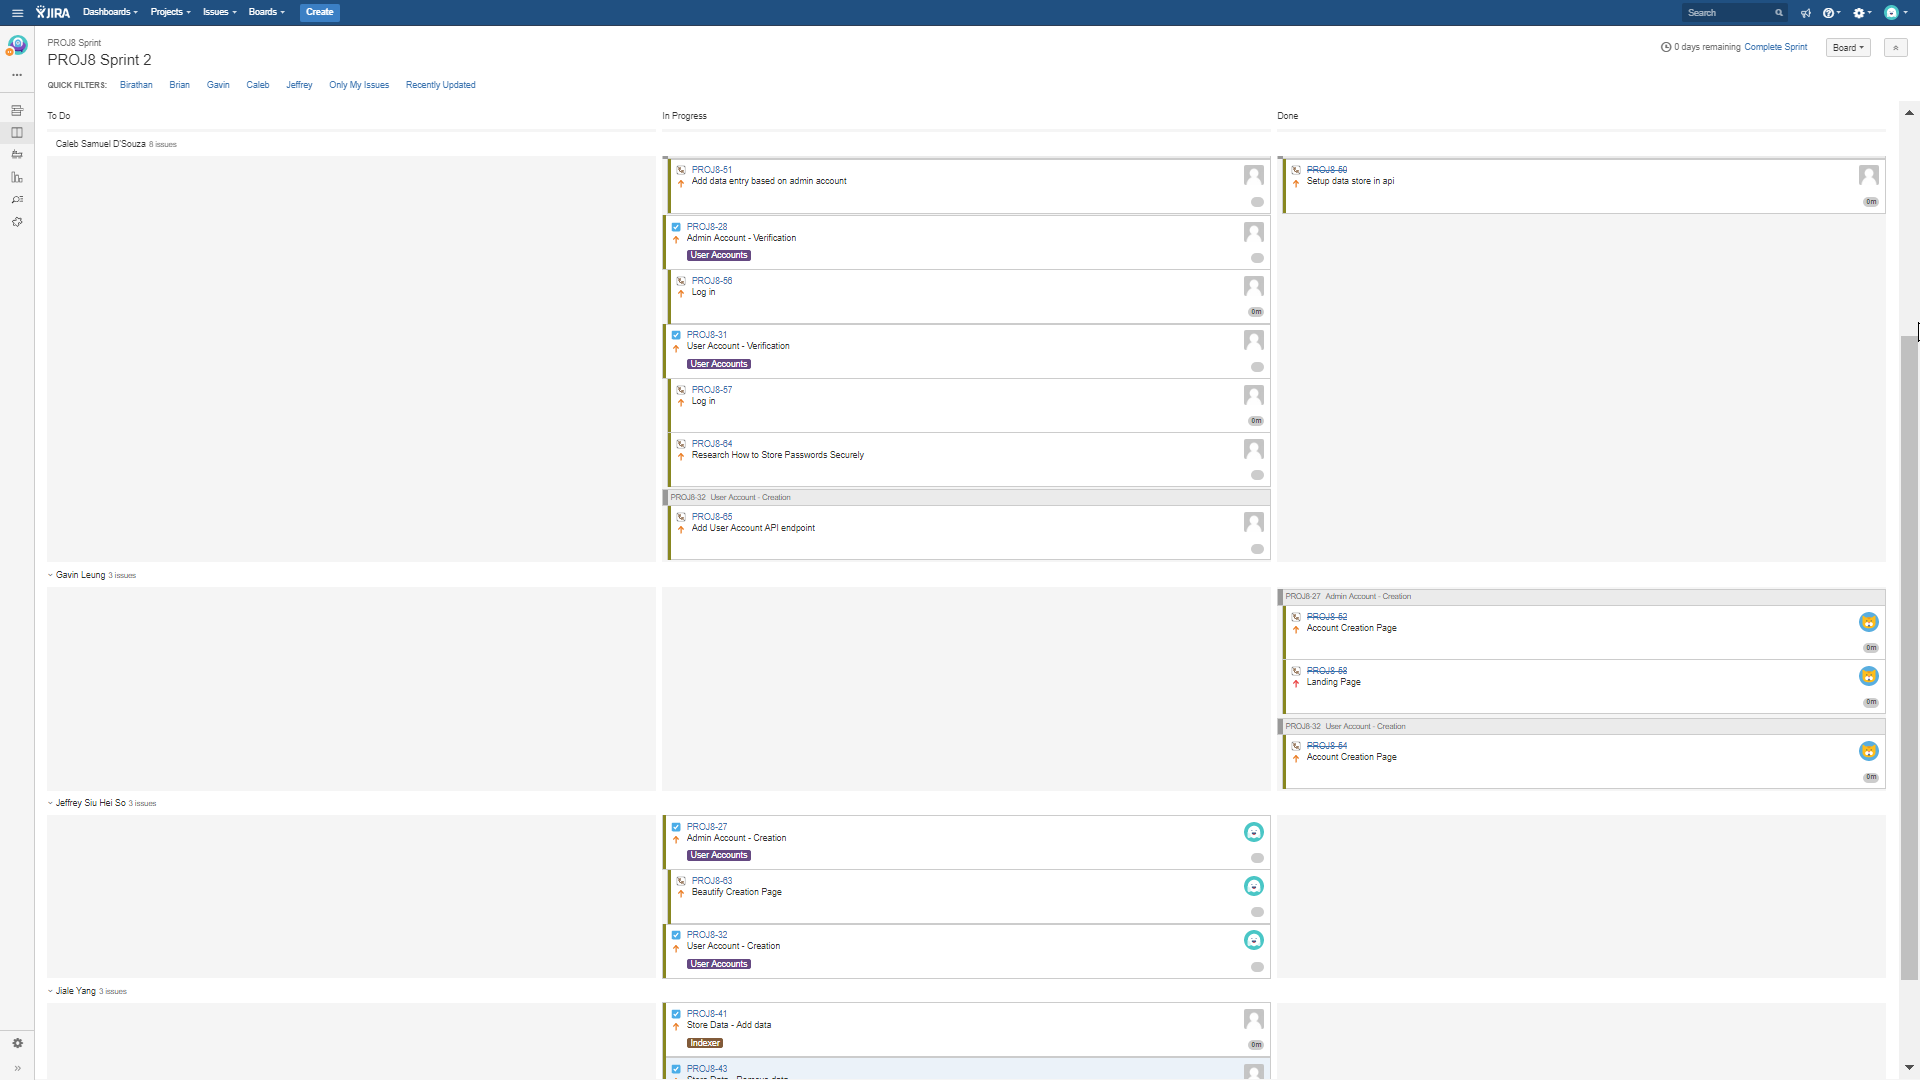 JIRA Dashboards Projects Issues Boards Create Search
PROJ8 Sprint
PROJ8 Sprint 2
0 days remaining Complete Sprint Board
QUICK FILTERS: Birathan Brian Gavin Caleb Jeffrey Only My Issues Recently Updated
To Do In Progress Done
Caleb Samuel D'Souza 8 issues
PROJ8-51
Add data entry based on admin account
PROJ8-50
Setup data store in api
0m
PROJ8-28
Admin Account - Verification
User Accounts
PROJ8-56
Log in
0m
PROJ8-31
User Account - Verification
User Accounts
PROJ8-57
Log in
0m
PROJ8-64
Research How to Store Passwords Securely
PROJ8-32 User Account - Creation
PROJ8-65
Add User Account API endpoint
Gavin Leung 3 issues
PROJ8-27 Admin Account - Creation
PROJ8-52
Account Creation Page
0m
PROJ8-58
Landing Page
0m
PROJ8-32 User Account - Creation
PROJ8-54
Account Creation Page
0m
Jeffrey Siu Hei So 3 issues
PROJ8-27
Admin Account - Creation
User Accounts
PROJ8-63
Beautify Creation Page
PROJ8-32
User Account - Creation
User Accounts
Jiale Yang 3 issues
PROJ8-41
Store Data - Add data
Indexer
0m
PROJ8-43
Store Data - Remove data